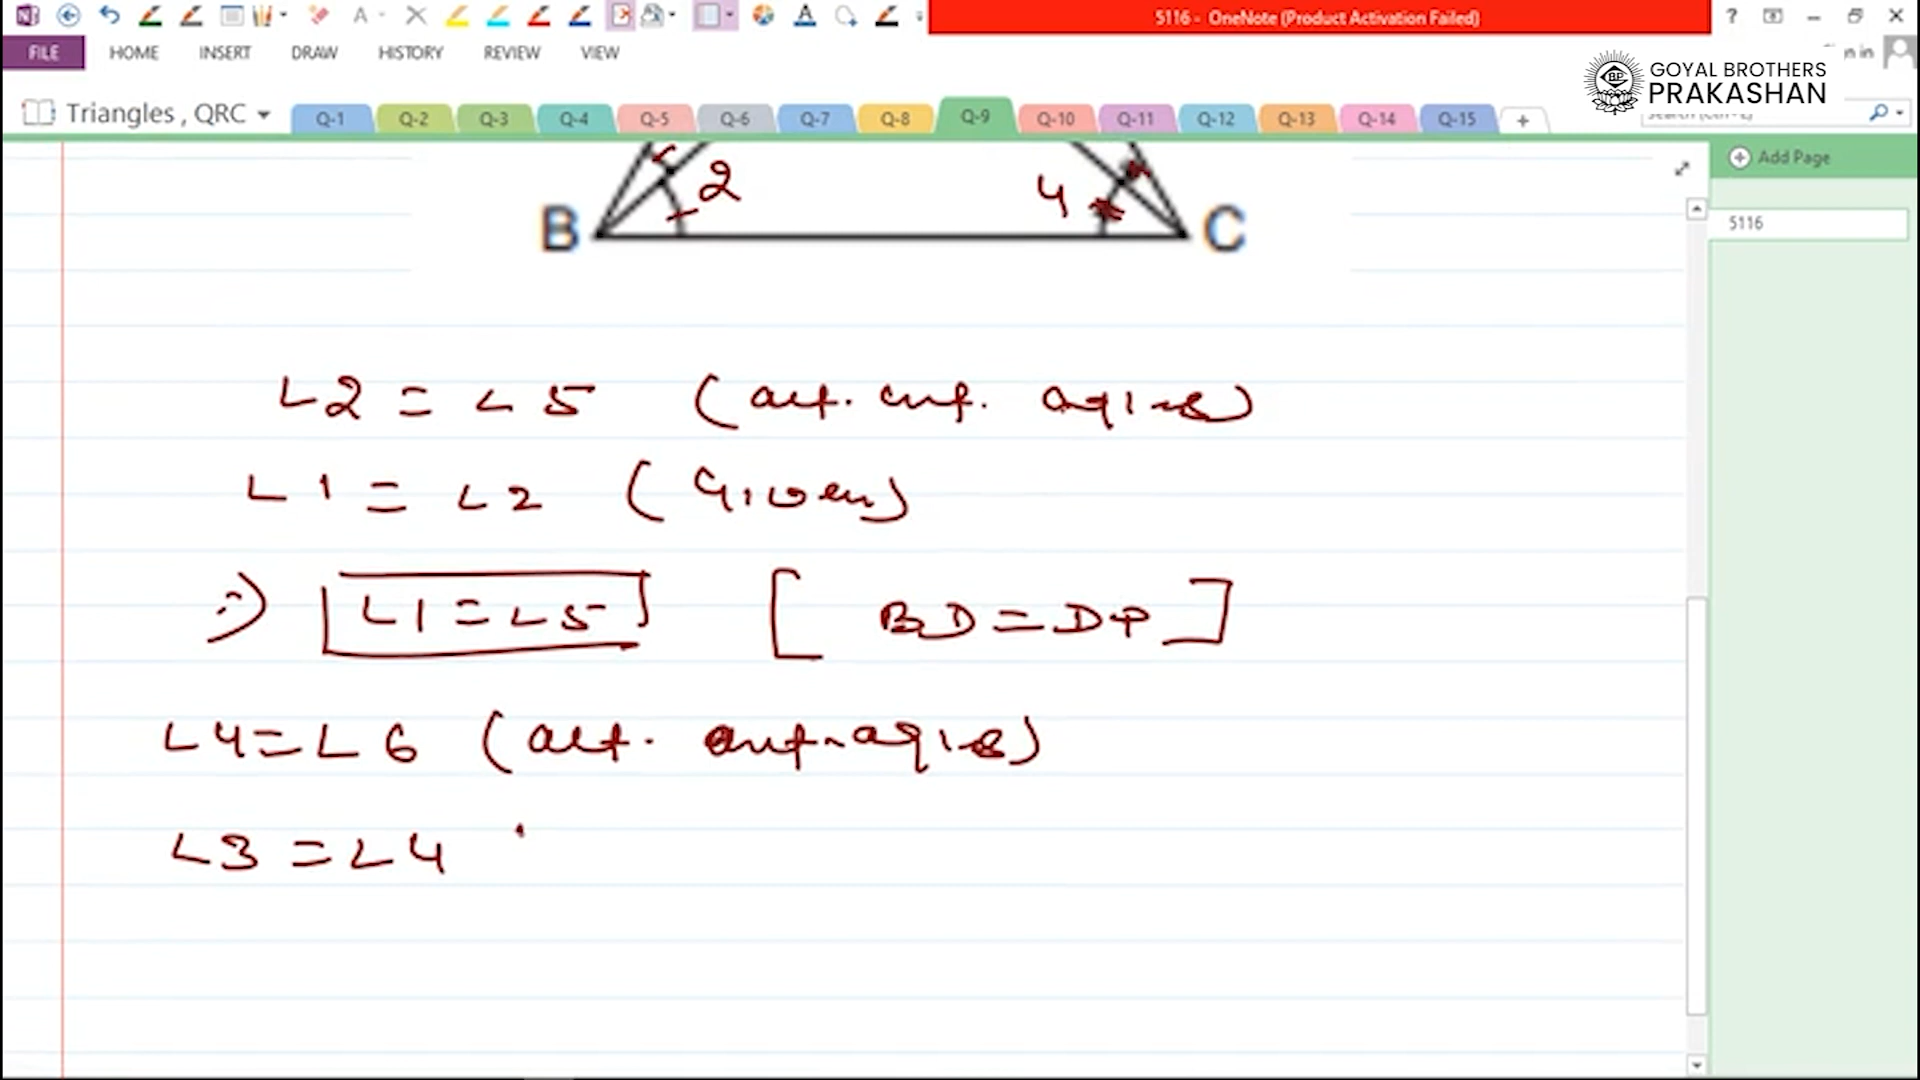 5116 - OneNote (Product Activation Failed)
FILE HOME INSERT DRAW HISTORY REVIEW VIEW
GOYAL BROTHERS
PRAKASHAN
Triangles , QRC Q-1 Q-2 Q-3 Q-4 Q-5 Q-6 Q-7 Q-8 Q-9 Q-10 Q-11 Q-12 Q-13 Q-14 Q-15
Add Page
5116
2 4
B C
∠2 = ∠5 (alt. int. angles)
∠1 = ∠2 (Given)
⇒ ∠1 = ∠5 [BD = DP]
∠4 = ∠6 (alt. int. angles)
∠3 = ∠4